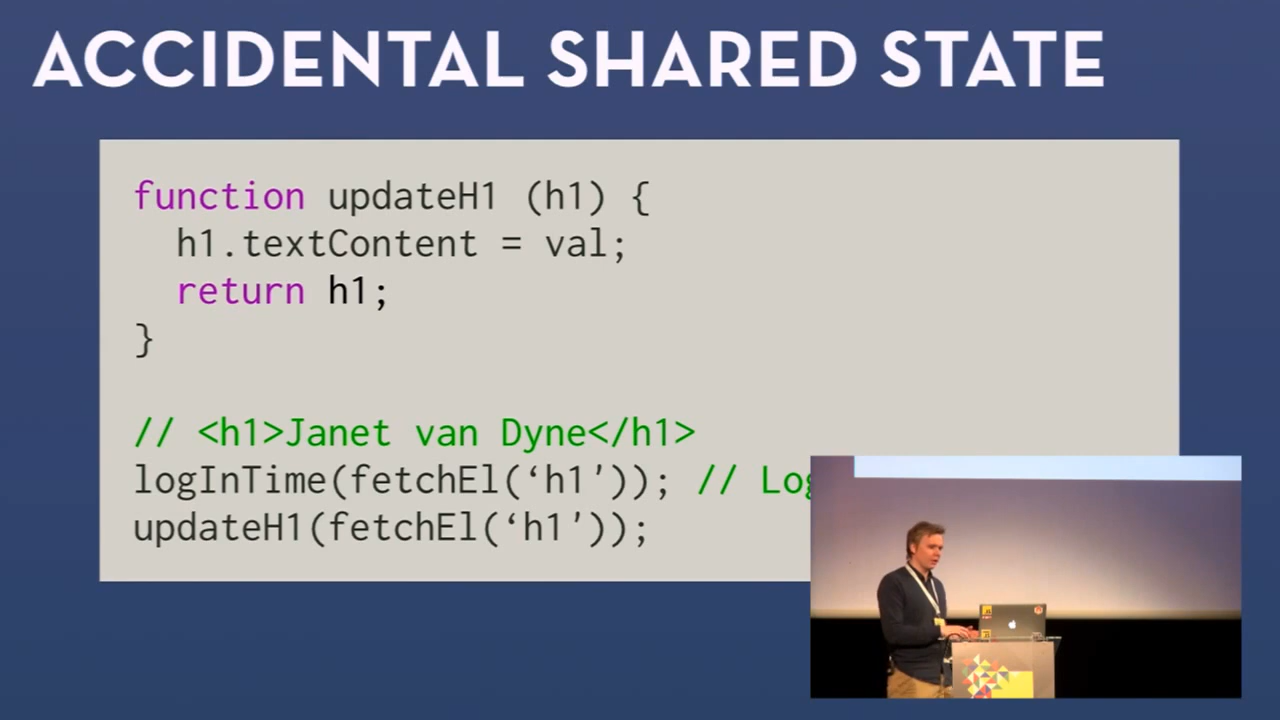 ACCIDENTAL SHARED STATE
function updateH1 (h1) {
h1.textContent = val;
return h1;
}
// <h1>Janet van Dyne</h1>
logInTime(fetchEl(‘h1′)); // Log
updateH1(fetchEl(‘h1′));